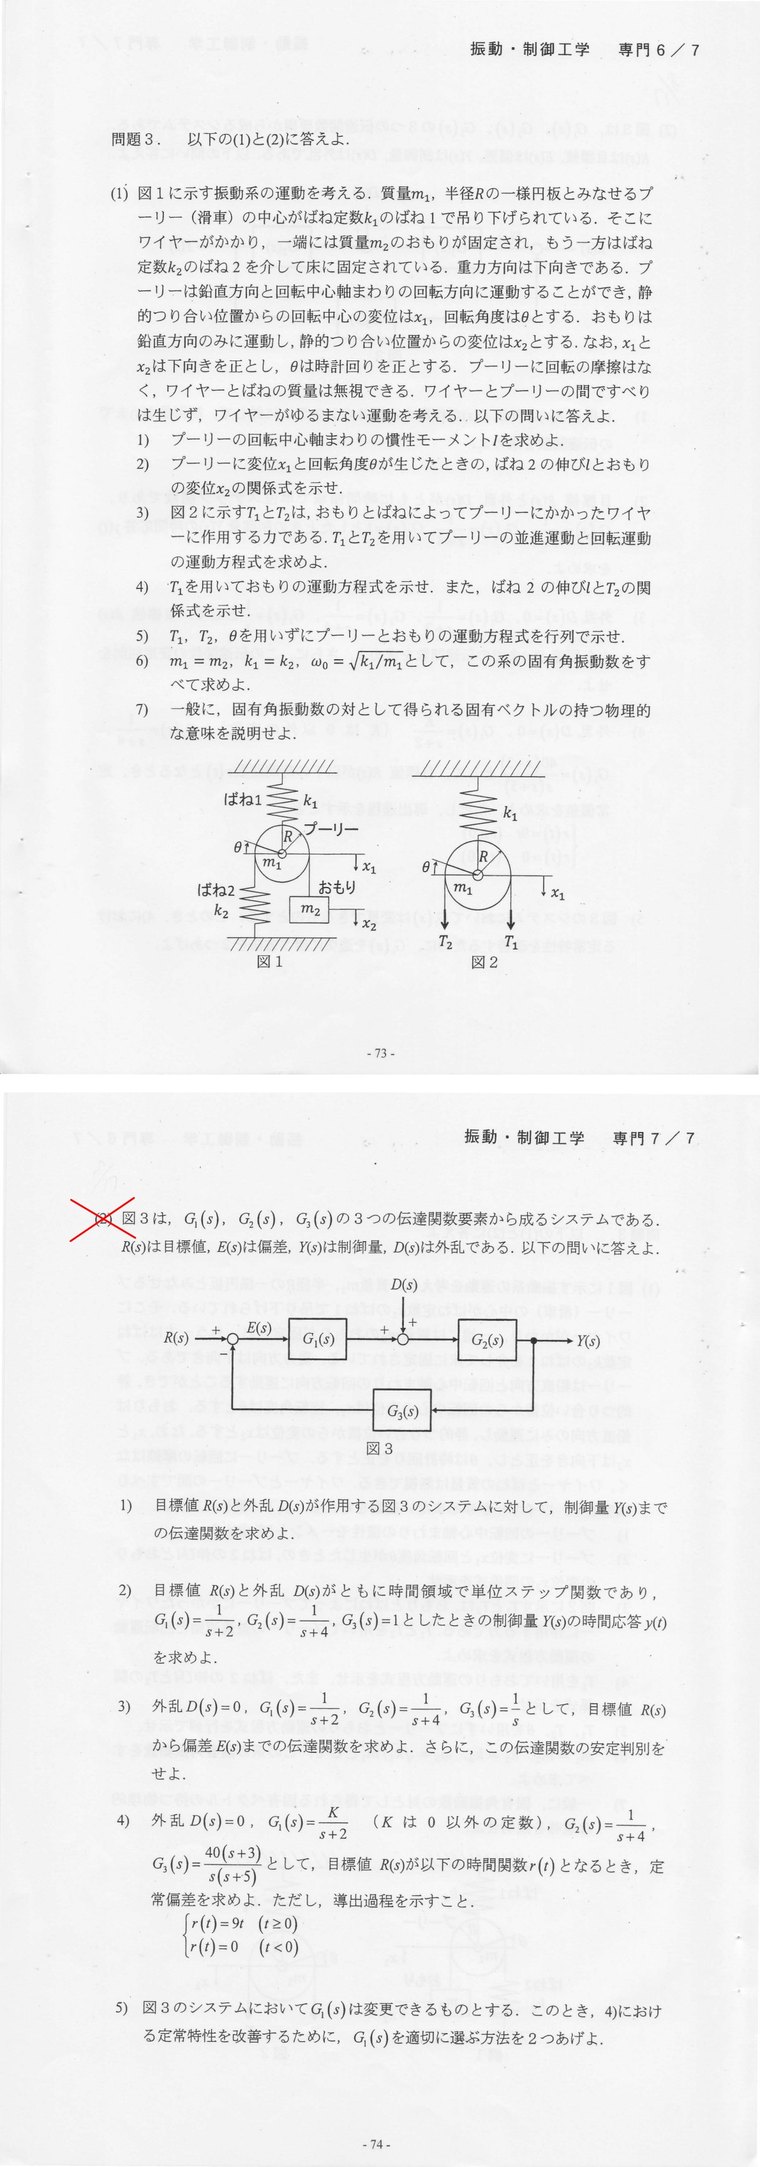 振動・制御工学　専門６／７
問題３．　以下の(1)と(2)に答えよ．
(1) 図１に示す振動系の運動を考える．質量m₁，半径Rの一様円板とみなせるプ
ーリー（滑車）の中心がばね定数k₁のばね１で吊り下げられている．そこに
ワイヤーがかかり，一端には質量m₂のおもりが固定され，もう一方はばね
定数k₂のばね２を介して床に固定されている．重力方向は下向きである．プ
ーリーは鉛直方向と回転中心軸まわりの回転方向に運動することができ，静
的つり合い位置からの回転中心の変位はx₁，回転角度はθとする．おもりは
鉛直方向のみに運動し，静的つり合い位置からの変位はx₂とする．なお，x₁と
x₂は下向きを正とし，θは時計回りを正とする．プーリーに回転の摩擦はな
く，ワイヤーとばねの質量は無視できる．ワイヤーとプーリーの間ですべり
は生じず，ワイヤーがゆるまない運動を考える．以下の問いに答えよ．
1)　プーリーの回転中心軸まわりの慣性モーメントIを求めよ．
2)　プーリーに変位x₁と回転角度θが生じたときの，ばね２の伸びlとおもり
の変位x₂の関係式を示せ．
3)　図２に示すT₁とT₂は，おもりとばねによってプーリーにかかったワイヤ
ーに作用する力である．T₁とT₂を用いてプーリーの並進運動と回転運動
の運動方程式を求めよ．
4)　T₁を用いておもりの運動方程式を示せ．また，ばね２の伸びlとT₂の関
係式を示せ．
5)　T₁，T₂，θを用いずにプーリーとおもりの運動方程式を行列で示せ．
6)　m₁ = m₂，k₁ = k₂，ω₀ = √(k₁/m₁)として，この系の固有角振動数をす
べて求めよ．
7)　一般に，固有角振動数の対として得られる固有ベクトルの持つ物理的
な意味を説明せよ．
ばね1 k₁
R プーリー
θ m₁ x₁
ばね2 k₂
おもり m₂ x₂
図１
k₁
R
θ m₁ x₁
T₂ T₁
図２
- 73 -
振動・制御工学　専門７／７
(2) 図３は，G₁(s)，G₂(s)，G₃(s)の３つの伝達関数要素から成るシステムである．
R(s)は目標値，E(s)は偏差，Y(s)は制御量，D(s)は外乱である．以下の問いに答えよ．
D(s)
R(s) + − E(s) G₁(s) + + G₂(s) Y(s)
G₃(s)
図３
1)　目標値R(s)と外乱D(s)が作用する図３のシステムに対して，制御量Y(s)まで
の伝達関数を求めよ．
2)　目標値 R(s)と外乱 D(s)がともに時間領域で単位ステップ関数であり，
G₁(s)=1/(s+2)，G₂(s)=1/(s+4)，G₃(s)=1としたときの制御量Y(s)の時間応答y(t)
を求めよ．
3)　外乱D(s)=0，G₁(s)=1/(s+2)，G₂(s)=1/(s+4)，G₃(s)=1/sとして，目標値 R(s)
から偏差E(s)までの伝達関数を求めよ．さらに，この伝達関数の安定判別を
せよ．
4)　外乱D(s)=0，G₁(s)=K/(s+2)　（K は 0 以外の定数），G₂(s)=1/(s+4)，
G₃(s)=40(s+3)/(s(s+5))として，目標値 R(s)が以下の時間関数r(t)となるとき，定
常偏差を求めよ．ただし，導出過程を示すこと．
{r(t)=9t　(t≥0)
r(t)=0　(t<0)
5)　図３のシステムにおいてG₁(s)は変更できるものとする．このとき，4)におけ
る定常特性を改善するために，G₁(s)を適切に選ぶ方法を２つあげよ．
- 74 -